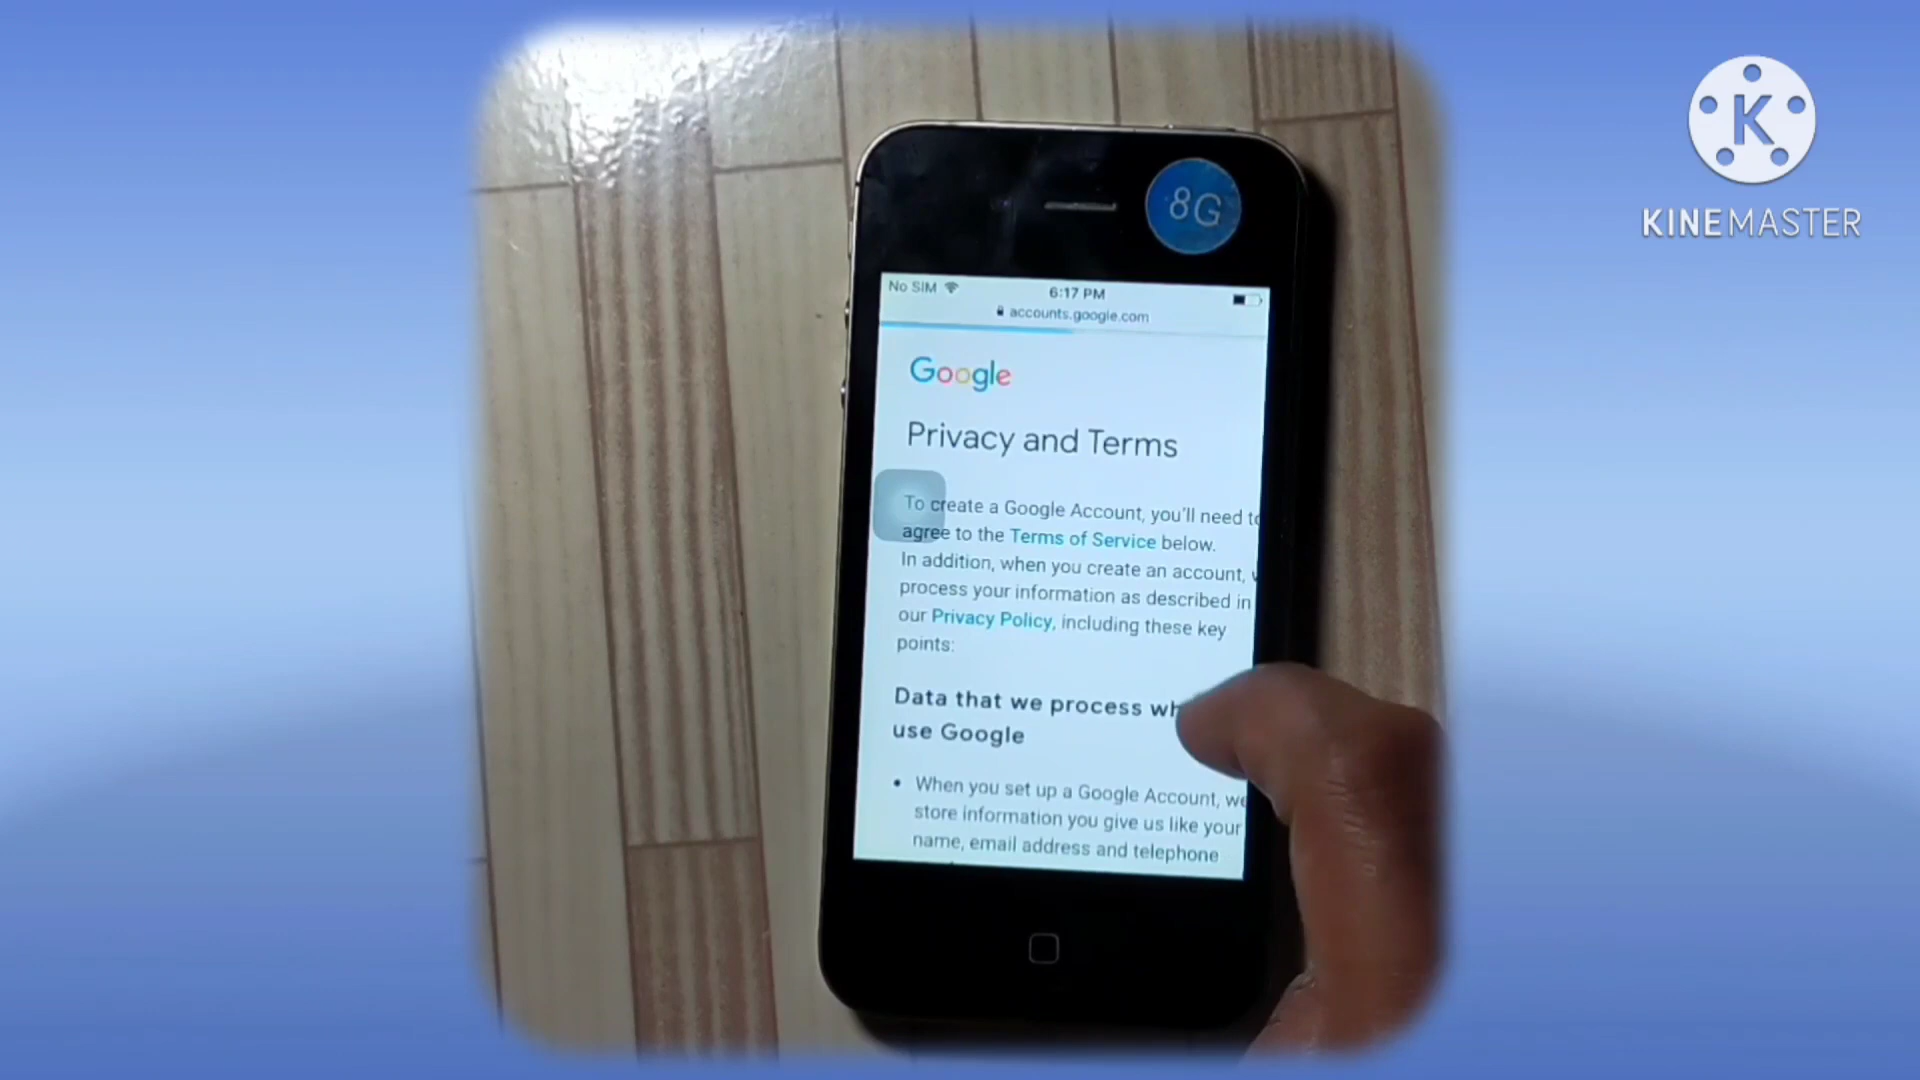 K
KINEMASTER
8G
No SIM
6:17 PM
accounts.google.com
Google
Privacy and Terms
To create a Google Account, you'll need to
agree to the Terms of Service below.
In addition, when you create an account,
process your information as described in
our Privacy Policy, including these key
points:
Data that we process
use Google
When you set up a Google Account, we
store information you give us like your
name, email address and telephone